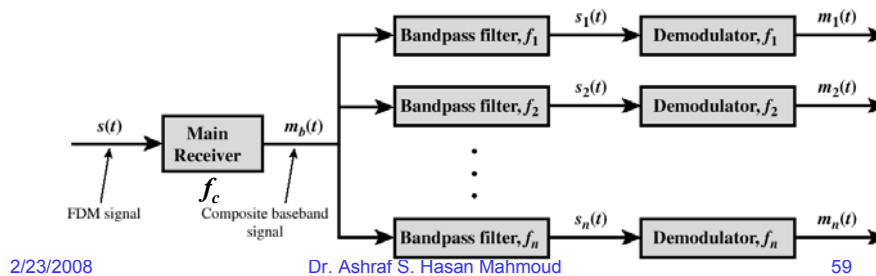 s₁(t) m₁(t)
Bandpass filter, f₁ Demodulator, f₁
s₂(t) m₂(t)
Bandpass filter, f₂ Demodulator, f₂
s(t) Main Receiver m_b(t)
f_c
FDM signal Composite baseband signal
sₙ(t) mₙ(t)
Bandpass filter, fₙ Demodulator, fₙ
2/23/2008 Dr. Ashraf S. Hasan Mahmoud 59